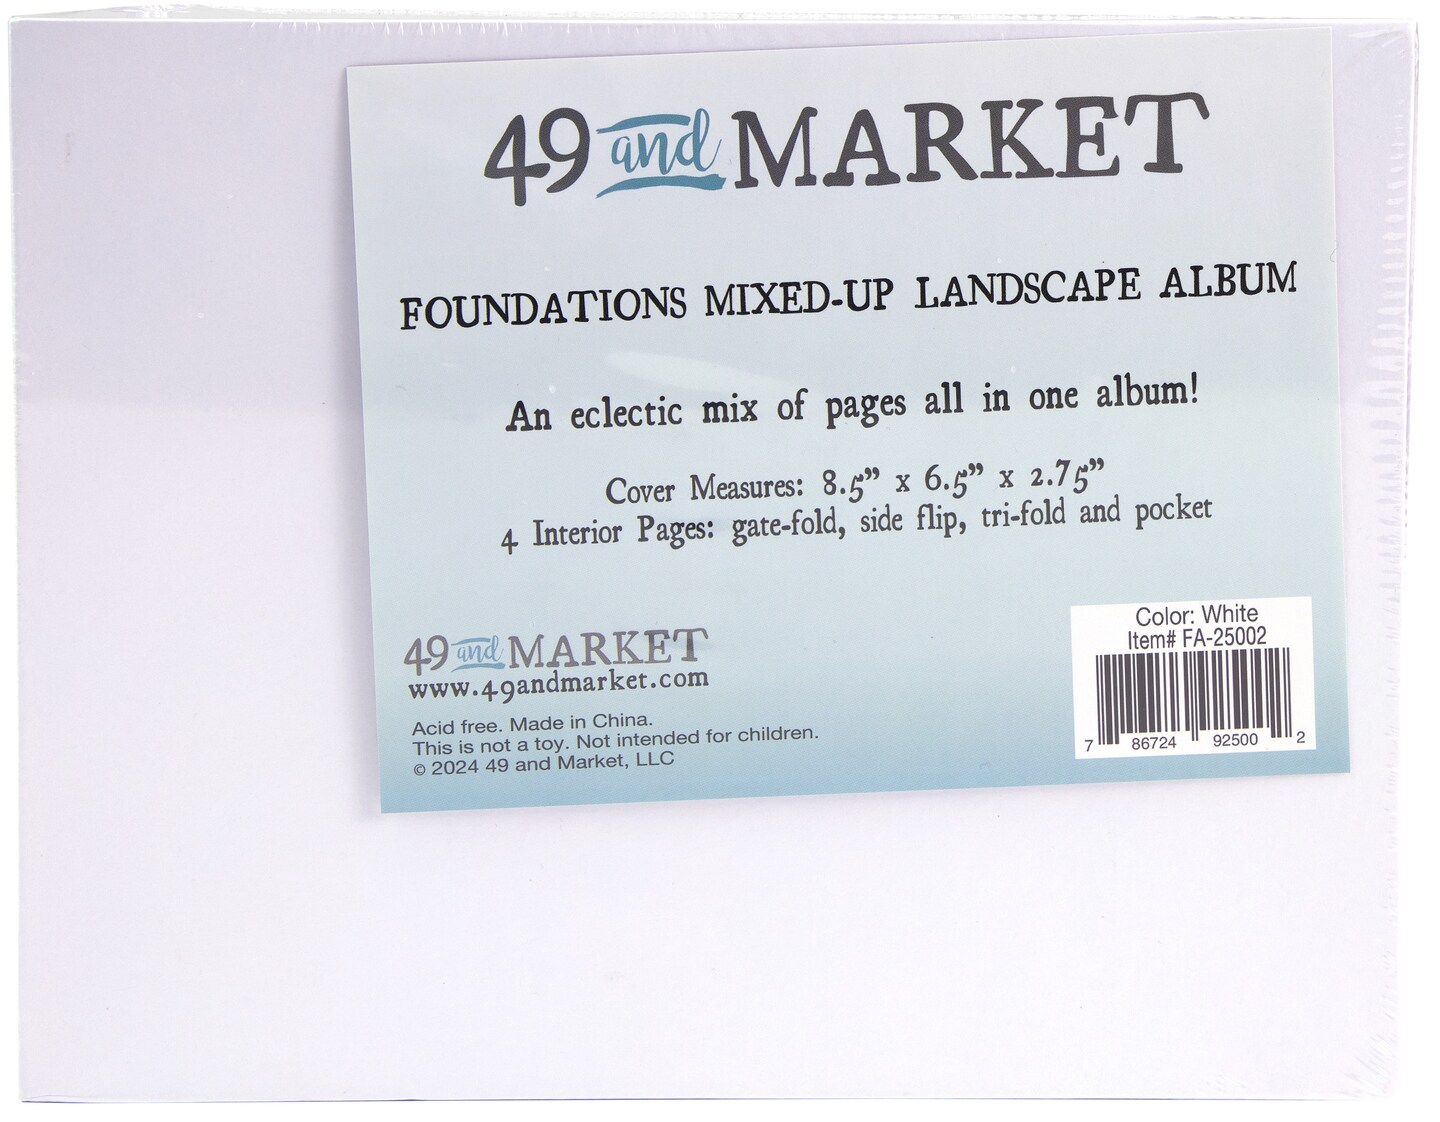 49 and MARKET
FOUNDATIONS MIXED-UP LANDSCAPE ALBUM
An eclectic mix of pages all in one album!
Cover Measures: 8.5” x 6.5” x 2.75”
4 Interior Pages: gate-fold, side flip, tri-fold and pocket
49 and MARKET
www.49andmarket.com
Acid free. Made in China.
This is not a toy. Not intended for children.
© 2024 49 and Market, LLC
Color: White
Item# FA-25002
7 86724 92500 2